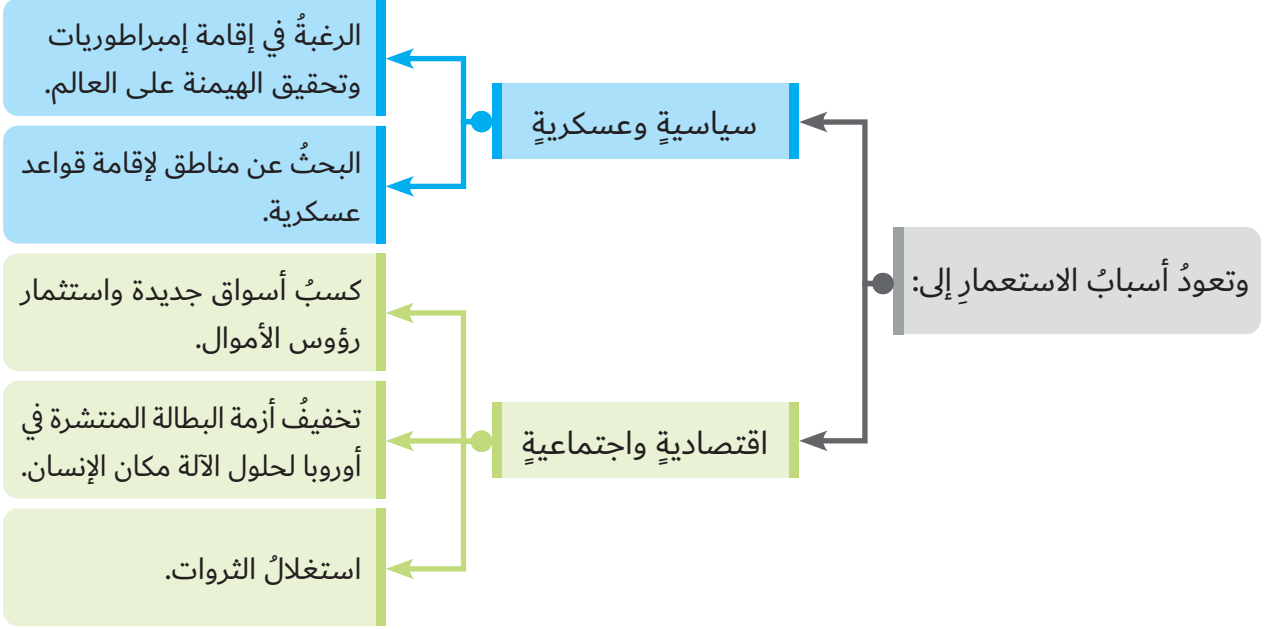 وتعودُ أسبابُ الاستعمارِ إلى:
سياسيةٍ وعسكريةٍ
الرغبةُ في إقامة إمبراطوريات
وتحقيق الهيمنة على العالم.
البحثُ عن مناطق لإقامة قواعد
عسكرية.
اقتصاديةٍ واجتماعيةٍ
كسبُ أسواق جديدة واستثمار
رؤوس الأموال.
تخفيفُ أزمة البطالة المنتشرة في
أوروبا لحلول الآلة مكان الإنسان.
استغلالُ الثروات.